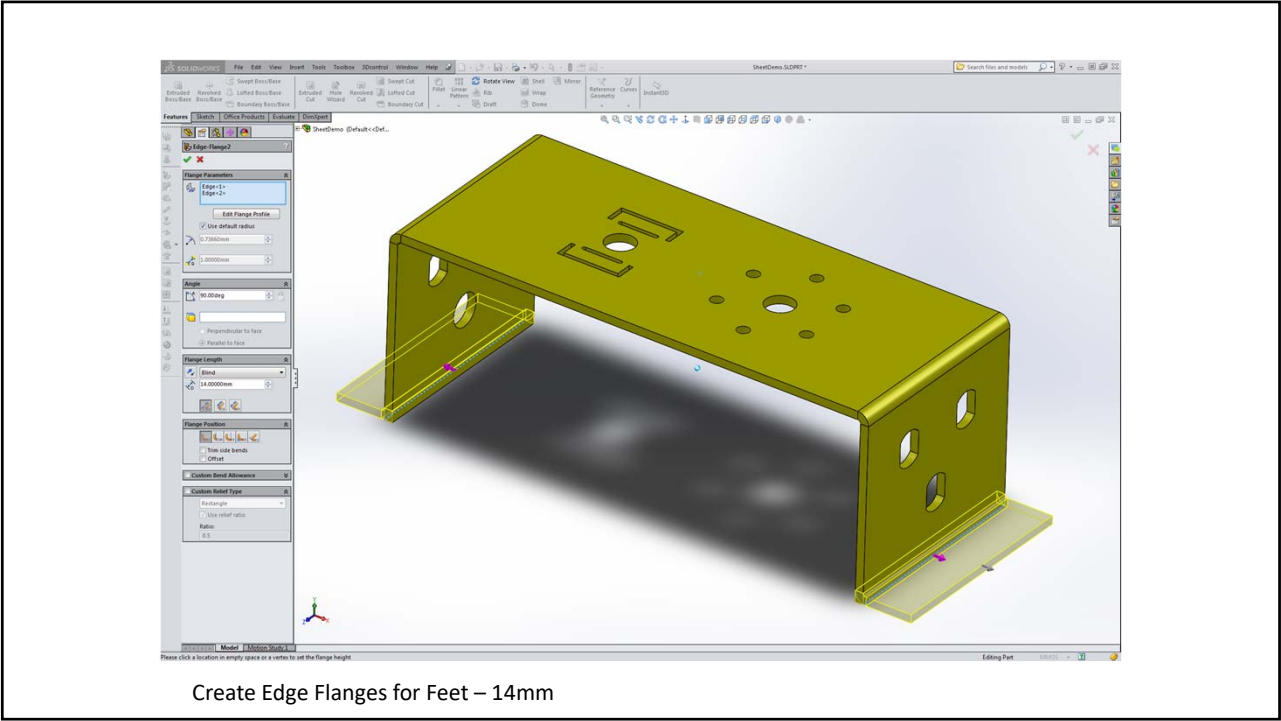 SOLIDWORKS File Edit View Insert Tools Toolbox 3Dcontrol Window Help SheetDemo.SLDPRT * Search files and models
Extruded Boss/Base
Revolved Boss/Base
Swept Boss/Base
Lofted Boss/Base
Boundary Boss/Base
Extruded Cut
Hole Wizard
Revolved Cut
Swept Cut
Lofted Cut
Boundary Cut
Fillet
Linear Pattern
Rotate View
Rib
Draft
Shell
Wrap
Dome
Mirror
Reference Geometry
Curves
Instant3D
Features Sketch Office Products Evaluate DimXpert
SheetDemo (Default<<Def...
Edge-Flange2 ?
Flange Parameters
Edge<1>
Edge<2>
Edit Flange Profile
Use default radius
0.73660mm
1.00000mm
Angle
90.00deg
Perpendicular to face
Parallel to face
Flange Length
Blind
14.00000mm
Flange Position
Trim side bends
Offset
Custom Bend Allowance
Custom Relief Type
Rectangle
Use relief ratio
Ratio:
0.5
Y
Z X
Model Motion Study 1
Please click a location in empty space or a vertex to set the flange height Editing Part MMGS
Create Edge Flanges for Feet – 14mm